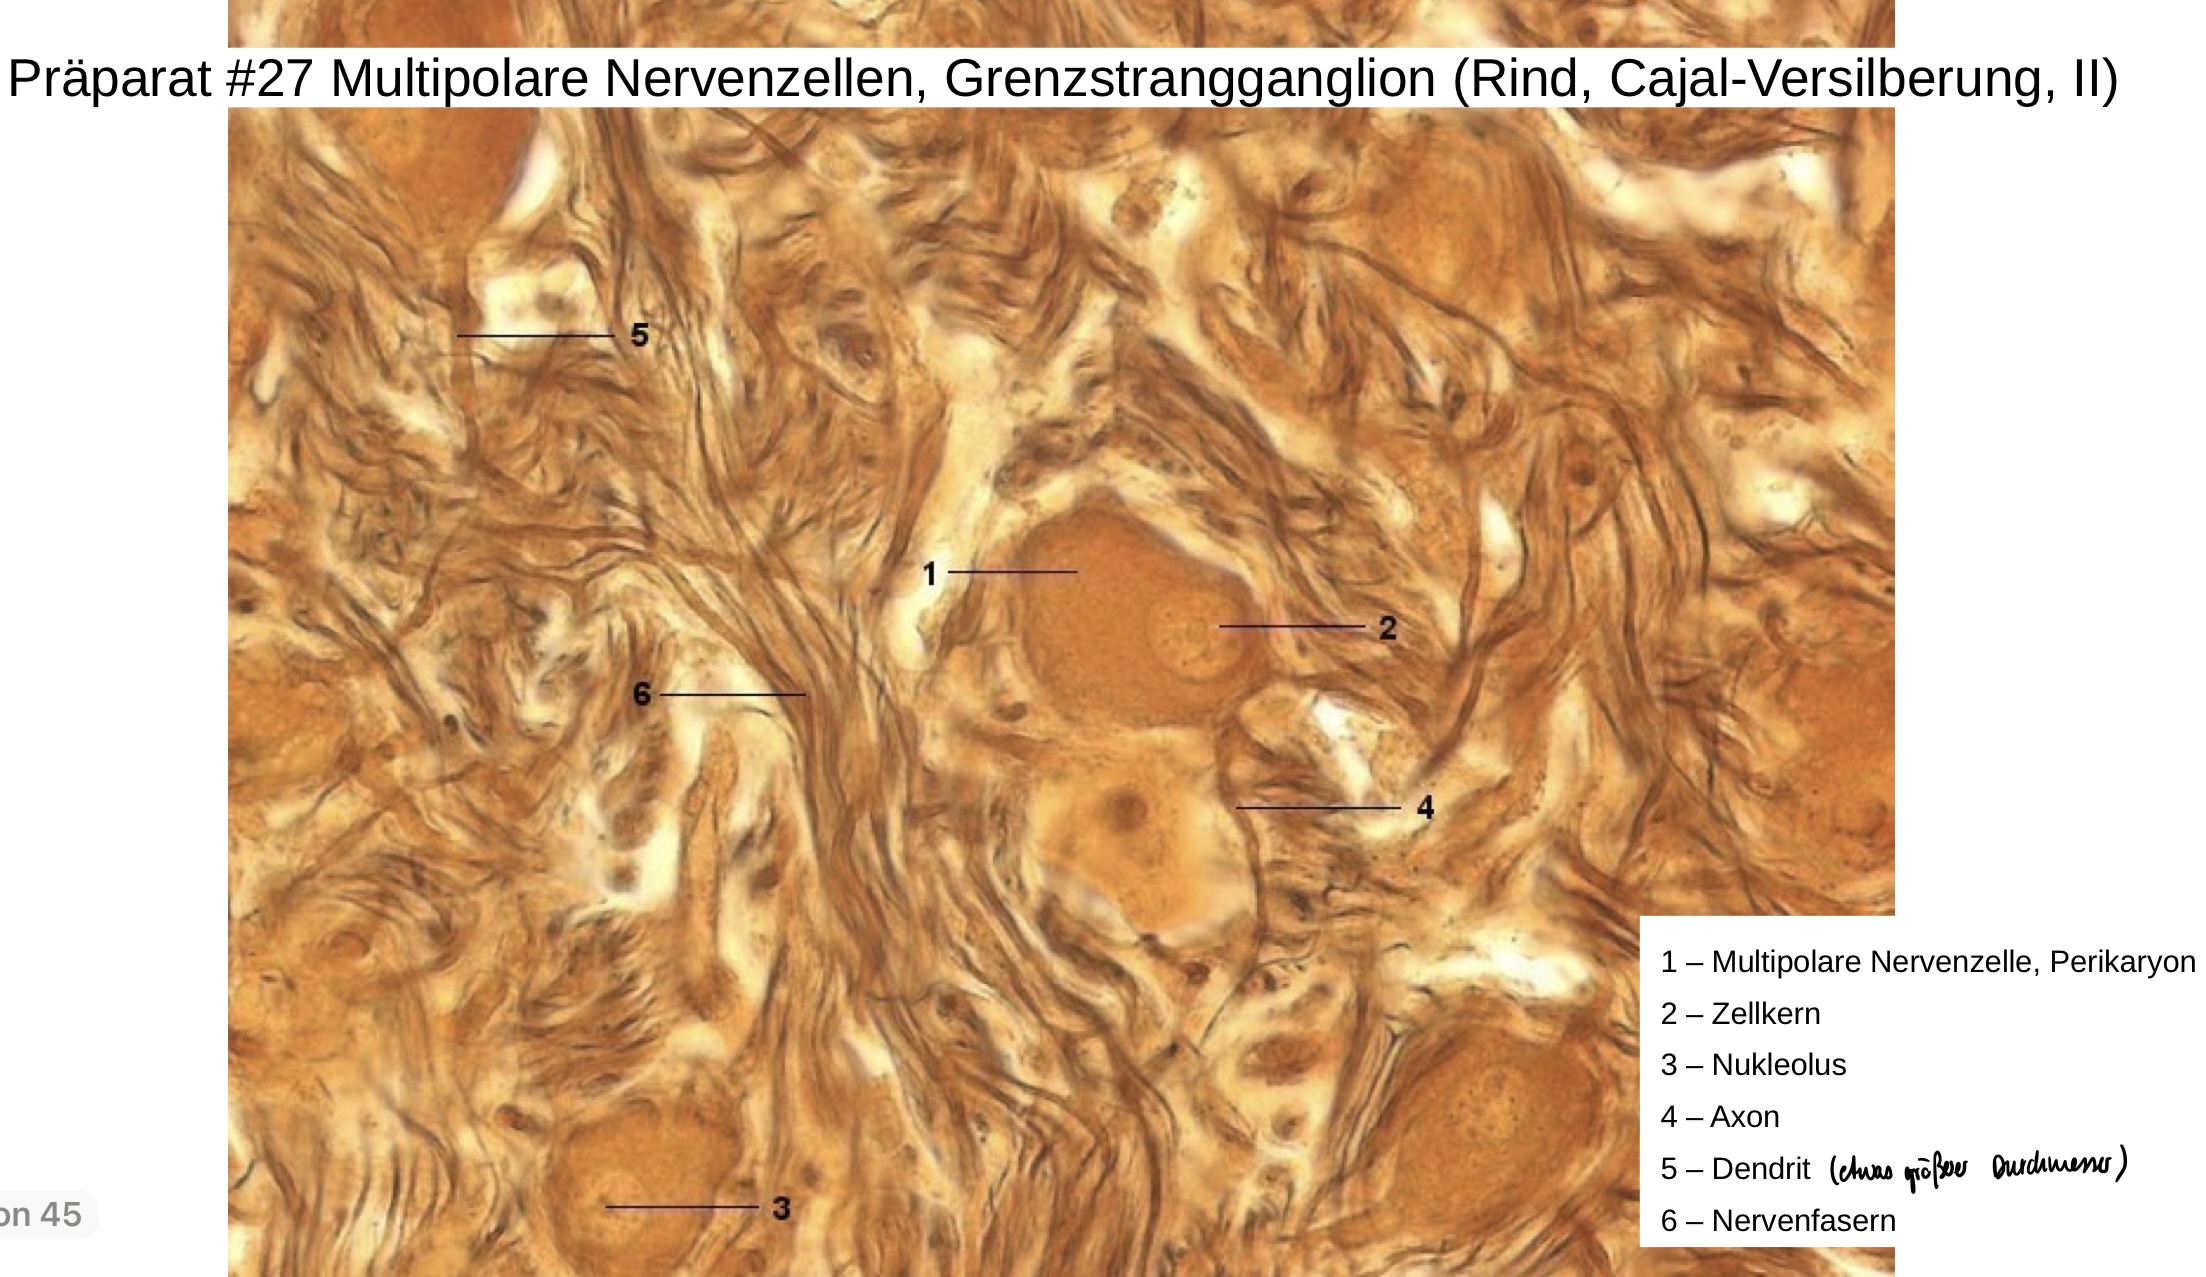 Präparat #27 Multipolare Nervenzellen, Grenzstrangganglion (Rind, Cajal-Versilberung, II)
5
1
2
6
4
3
1 – Multipolare Nervenzelle, Perikaryon
2 – Zellkern
3 – Nukleolus
4 – Axon
5 – Dendrit (etwas größerer Durchmesser)
6 – Nervenfasern
on 45